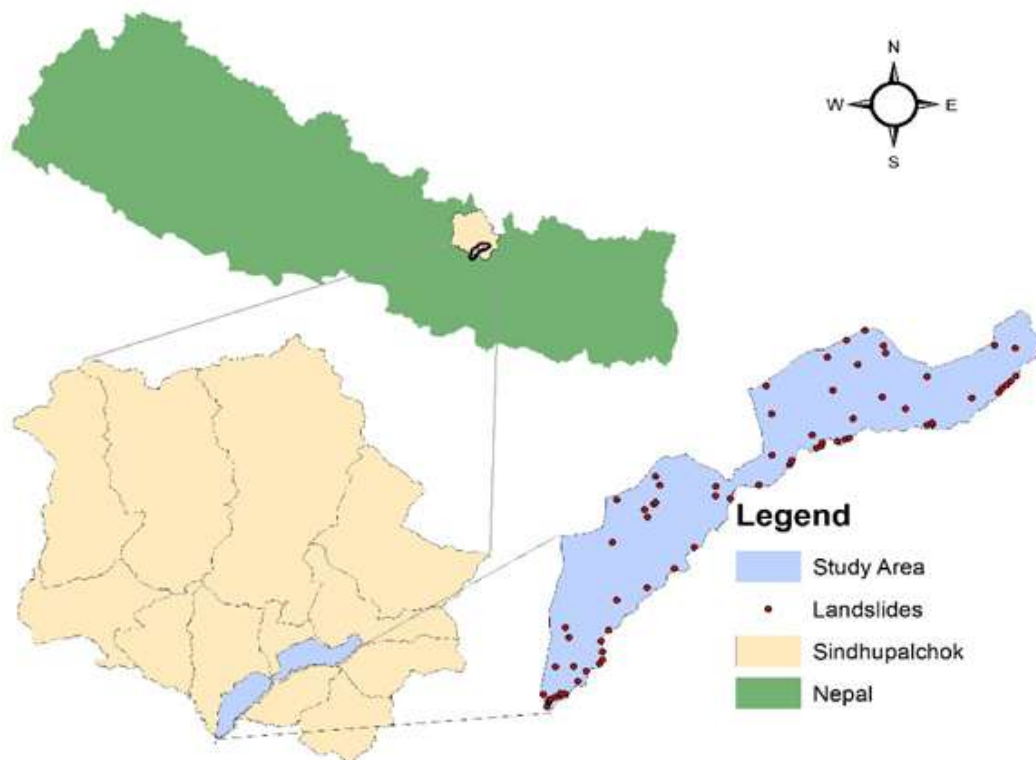 N
W E
S
Legend
Study Area
Landslides
Sindhupalchok
Nepal